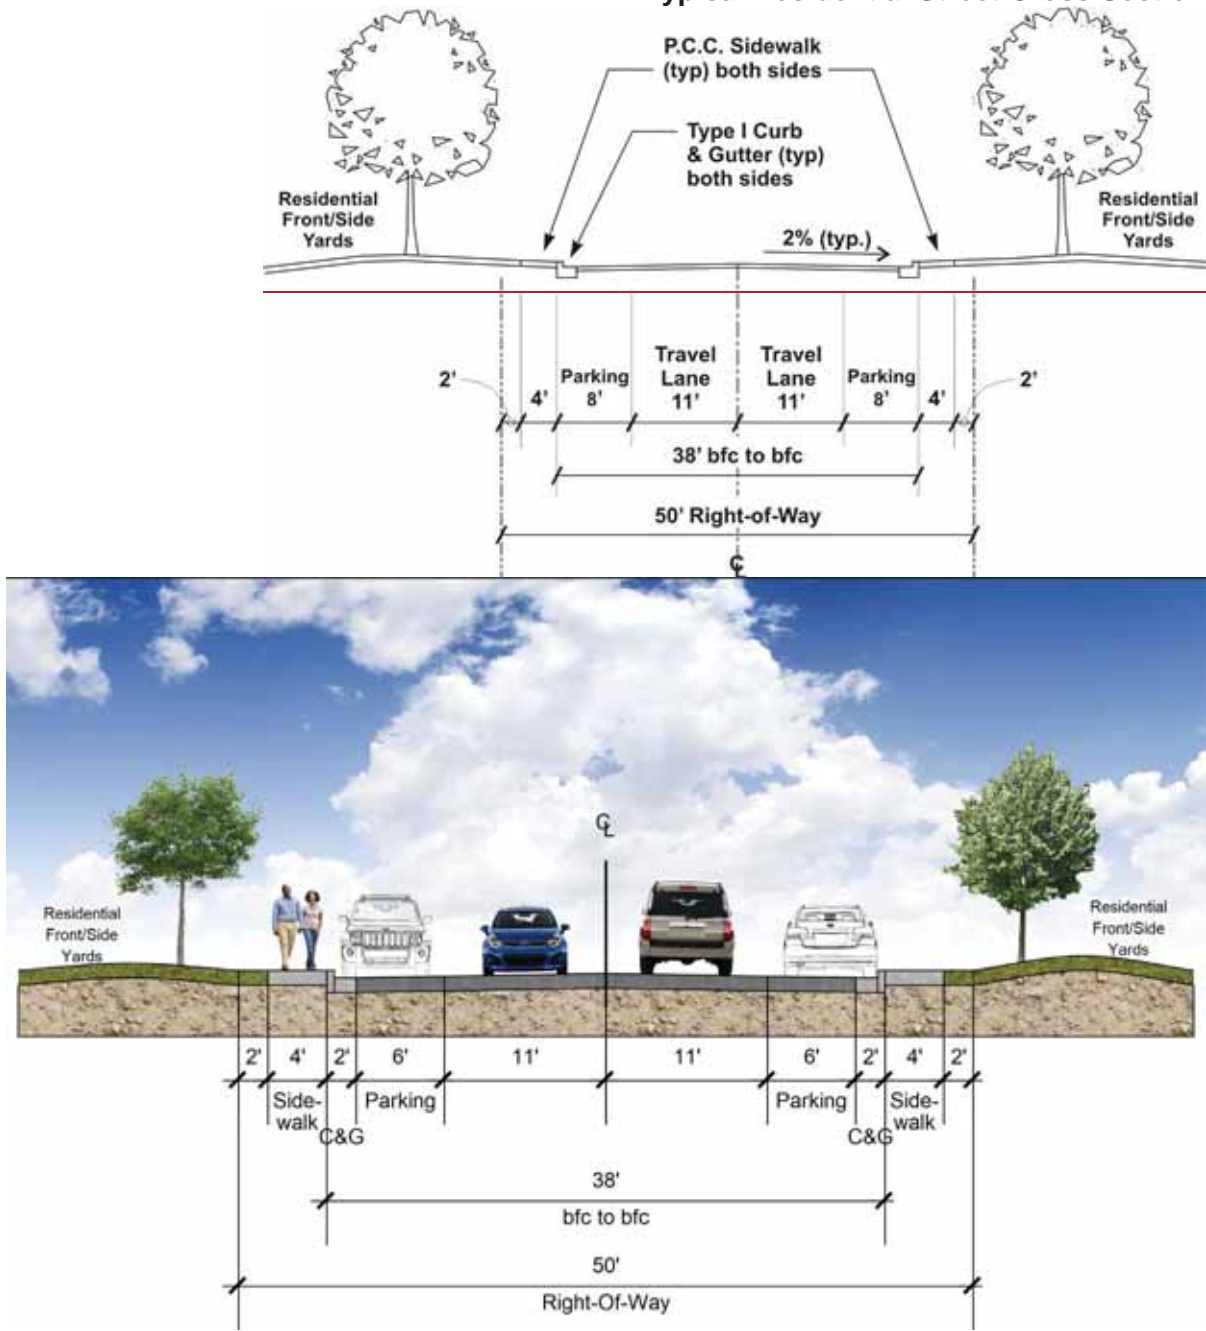 P.C.C. Sidewalk
(typ) both sides
Type I Curb
& Gutter (typ)
both sides
Residential
Front/Side
Yards
2% (typ.)
Residential
Front/Side
Yards
2'
4'
Parking
8'
Travel
Lane
11'
Travel
Lane
11'
Parking
8'
4'
2'
38' bfc to bfc
50' Right-of-Way
℄
℄
Residential
Front/Side
Yards
Residential
Front/Side
Yards
2' 4' 2' 6' 11' 11' 6' 2' 4' 2'
Side-
walk
C&G
Parking
Parking
C&G
Side-
walk
38'
bfc to bfc
50'
Right-Of-Way